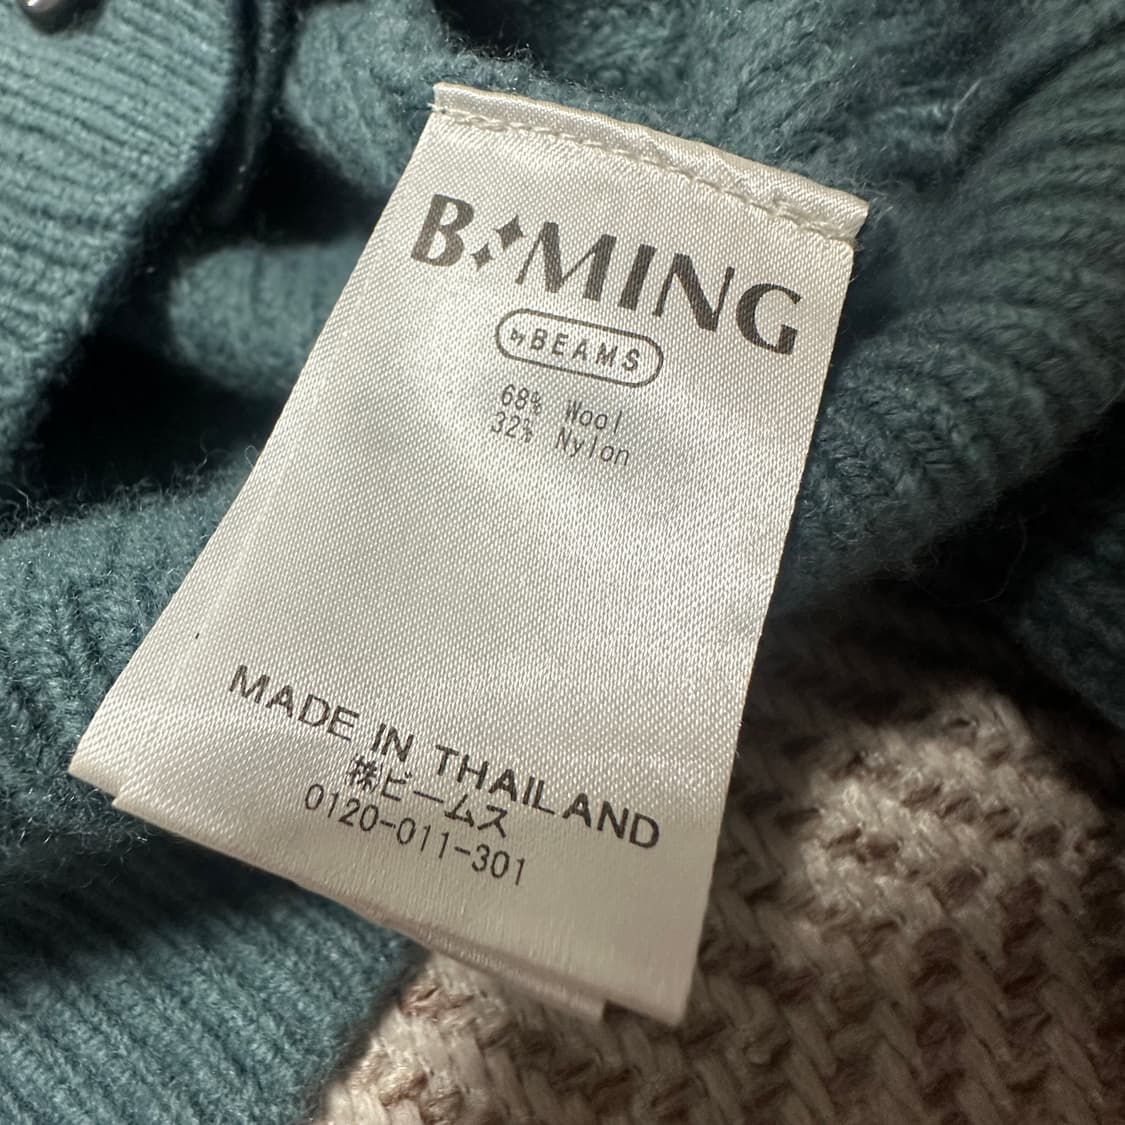 B MING
by BEAMS
68% Wool
32% Nylon
MADE IN THAILAND
株ビームス
0120-011-301